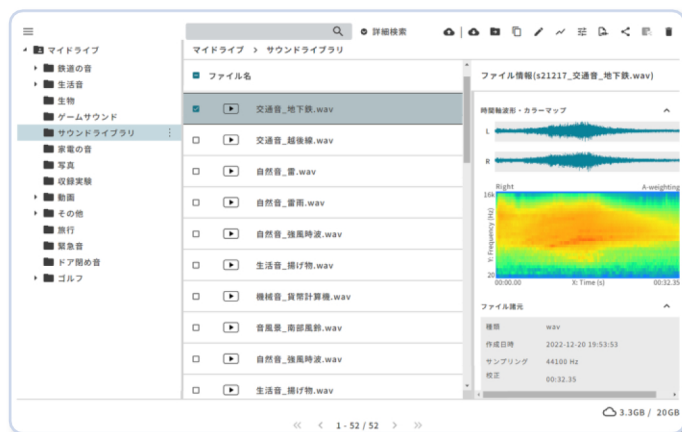 詳細検索
マイドライブ
鉄道の音
生活音
生物
ゲームサウンド
サウンドライブラリ
家電の音
写真
収録実験
動画
その他
旅行
緊急音
ドア閉め音
ゴルフ
マイドライブ > サウンドライブラリ
ファイル名
交通音_地下鉄.wav
交通音_越後線.wav
自然音_雷.wav
自然音_雷雨.wav
自然音_強風時波.wav
生活音_揚げ物.wav
機械音_貨幣計算機.wav
音風景_南部風鈴.wav
自然音_強風時波.wav
生活音_揚げ物.wav
1 - 52 / 52
ファイル情報(s21217_交通音_地下鉄.wav)
時間軸波形・カラーマップ
L
R
Right A-weighting
16k
Y: Frequency (Hz)
20
00:00.00 X: Time (s) 00:32.35
ファイル諸元
種類 wav
作成日時 2022-12-20 19:53:53
サンプリング 44100 Hz
校正 00:32.35
3.3GB / 20GB